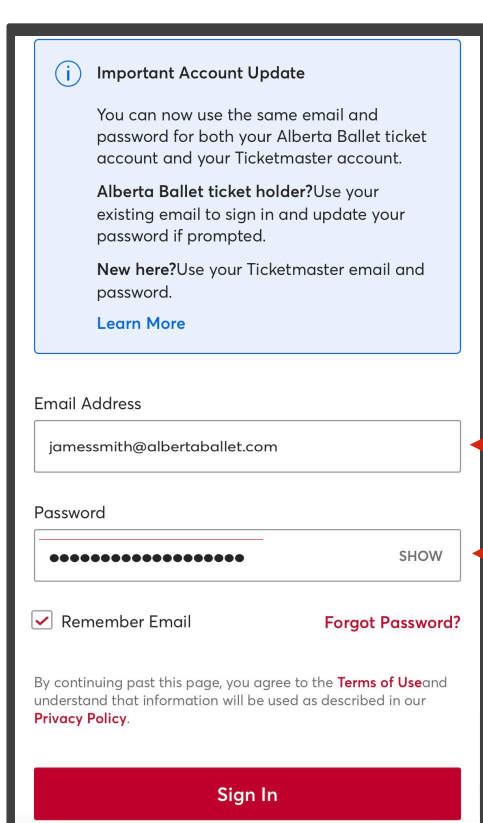 Important Account Update
You can now use the same email and
password for both your Alberta Ballet ticket
account and your Ticketmaster account.
Alberta Ballet ticket holder?Use your
existing email to sign in and update your
password if prompted.
New here?Use your Ticketmaster email and
password.
Learn More
Email Address
jamessmith@albertaballet.com
Password
●●●●●●●●●●●●●●●●●●● SHOW
Remember Email Forgot Password?
By continuing past this page, you agree to the Terms of Useand
understand that information will be used as described in our
Privacy Policy.
Sign In